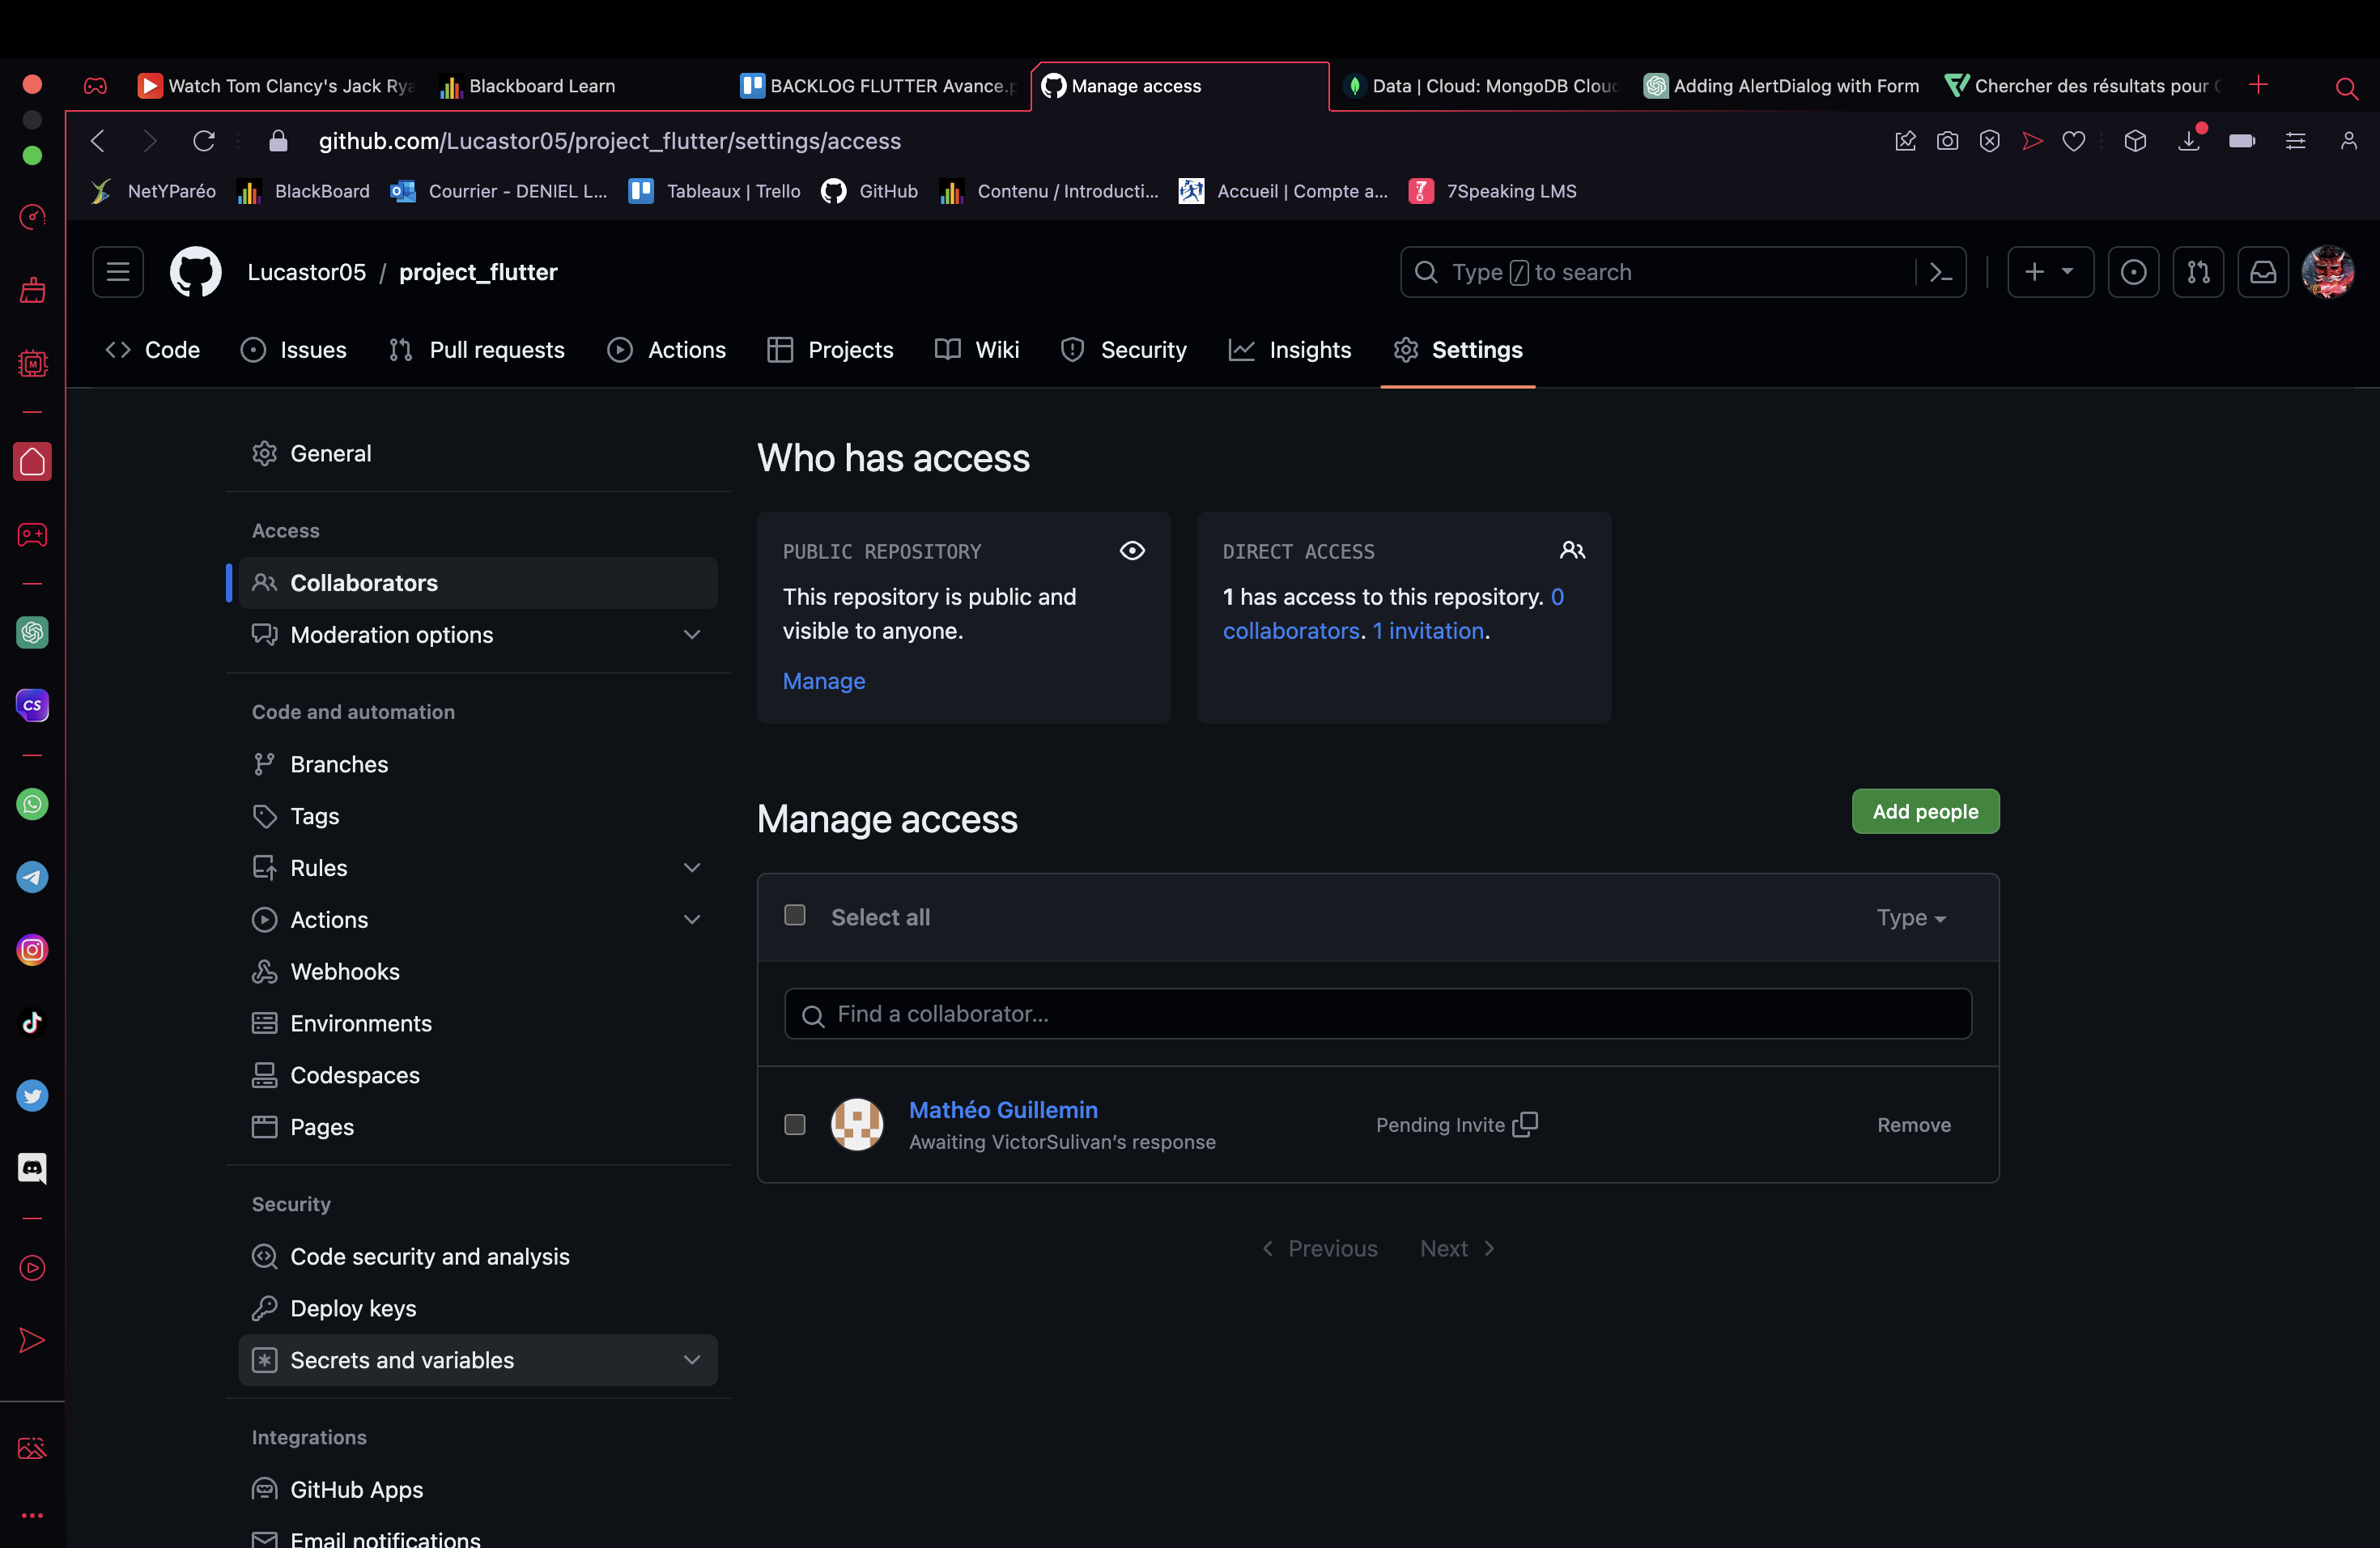 Watch Tom Clancy's Jack Rya
Blackboard Learn
BACKLOG FLUTTER Avance.p
Manage access
Data | Cloud: MongoDB Clou
Adding AlertDialog with Form
Chercher des résultats pour
github.com/Lucastor05/project_flutter/settings/access
NetYParéo
BlackBoard
Courrier - DENIEL L...
Tableaux | Trello
GitHub
Contenu / Introducti...
Accueil | Compte a...
7Speaking LMS
Lucastor05 / project_flutter
Type / to search
Code
Issues
Pull requests
Actions
Projects
Wiki
Security
Insights
Settings
General
Access
Collaborators
Moderation options
Code and automation
Branches
Tags
Rules
Actions
Webhooks
Environments
Codespaces
Pages
Security
Code security and analysis
Deploy keys
Secrets and variables
Integrations
GitHub Apps
Email notifications
Who has access
PUBLIC REPOSITORY
This repository is public and
visible to anyone.
Manage
DIRECT ACCESS
1 has access to this repository. 0
collaborators. 1 invitation.
Manage access
Add people
Select all
Type
Find a collaborator...
Mathéo Guillemin
Awaiting VictorSulivan's response
Pending Invite
Remove
Previous
Next